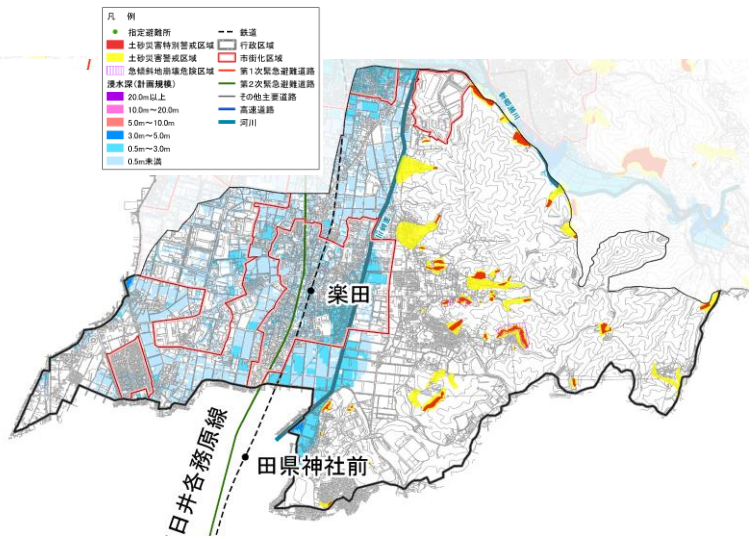 凡 例
指定避難所
土砂災害特別警戒区域
土砂災害警戒区域
急傾斜地崩壊危険区域
浸水深(計画規模)
20.0m以上
10.0m~20.0m
5.0m~10.0m
3.0m~5.0m
0.5m~3.0m
0.5m未満
鉄道
行政区域
市街化区域
第1次緊急避難道路
第2次緊急避難道路
その他主要道路
高速道路
河川
楽田
田県神社前
日井各務原線